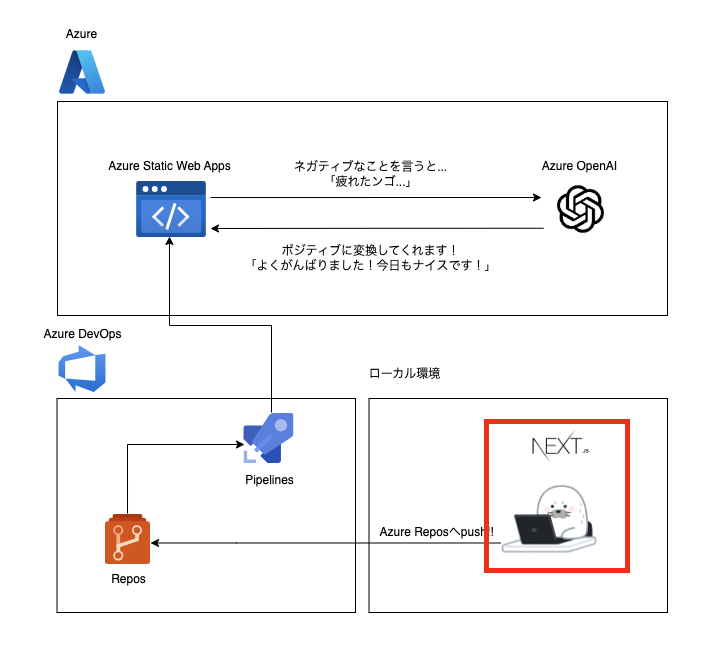 Azure
Azure Static Web Apps
ネガティブなことを言うと...
「疲れたンゴ...」
Azure OpenAI
ポジティブに変換してくれます！
「よくがんばりました！今日もナイスです！」
Azure DevOps
ローカル環境
NEXT.JS
Pipelines
Azure Reposへpush!!
Repos